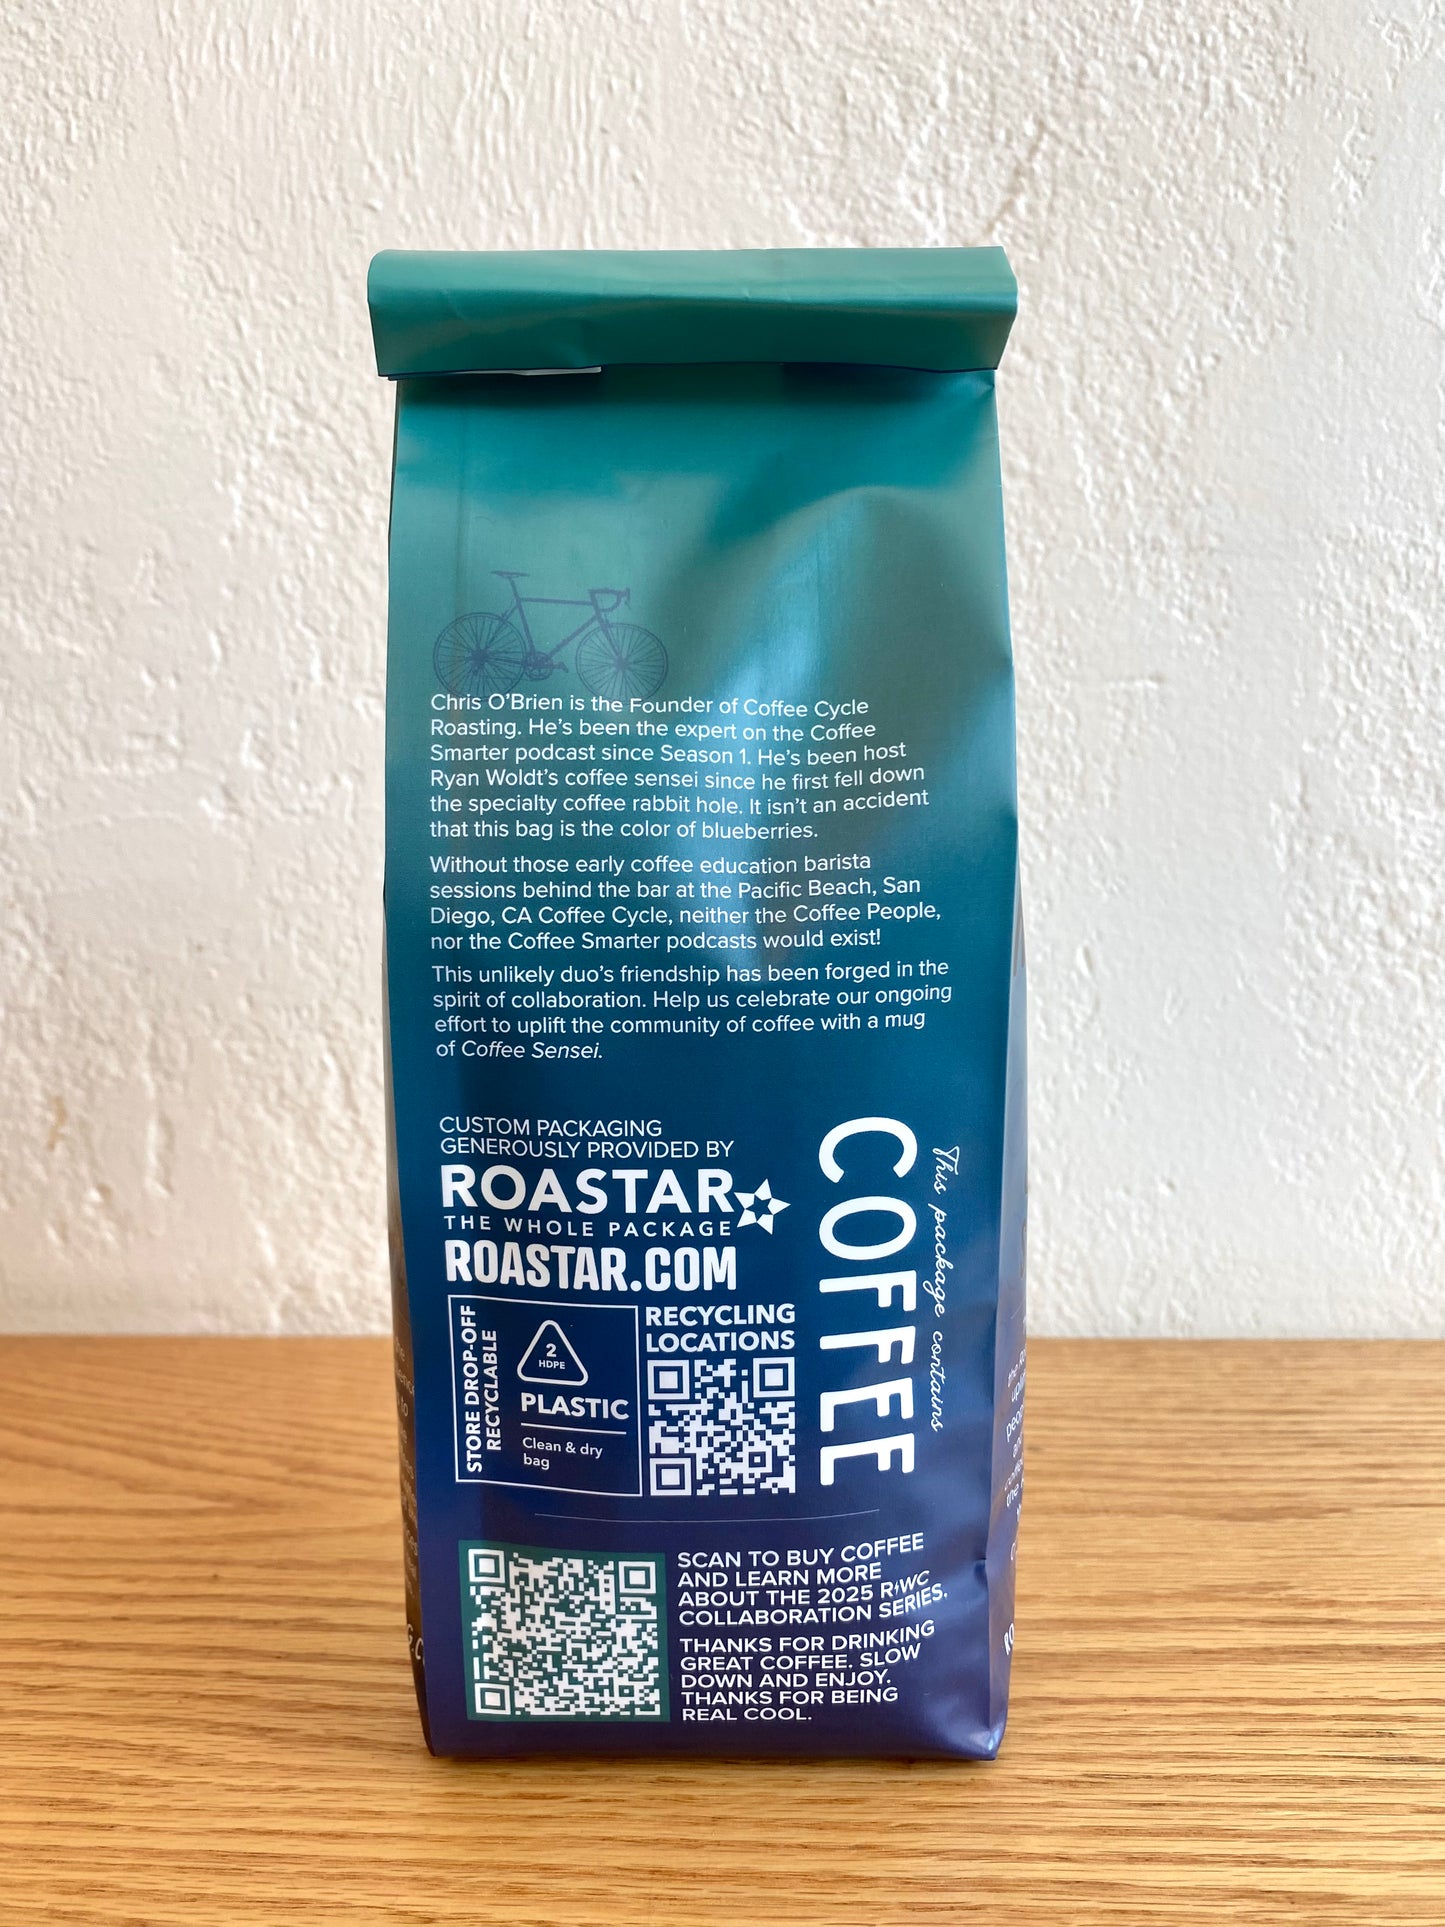 Chris O'Brien is the Founder of Coffee Cycle
Roasting. He's been the expert on the Coffee
Smarter podcast since Season 1. He's been host
Ryan Woldt's coffee sensei since he first fell down
the specialty coffee rabbit hole. It isn't an accident
that this bag is the color of blueberries.
Without those early coffee education barista
sessions behind the bar at the Pacific Beach, San
Diego, CA Coffee Cycle, neither the Coffee People,
nor the Coffee Smarter podcasts would exist!
This unlikely duo's friendship has been forged in the
spirit of collaboration. Help us celebrate our ongoing
effort to uplift the community of coffee with a mug
of Coffee Sensei.
CUSTOM PACKAGING
GENEROUSLY PROVIDED BY
ROASTAR
THE WHOLE PACKAGE
ROASTAR.COM
STORE DROP-OFF
RECYCLABLE
2
HDPE
PLASTIC
Clean & dry
bag
RECYCLING
LOCATIONS
This package contains
COFFEE
SCAN TO BUY COFFEE
AND LEARN MORE
ABOUT THE 2025 RWC
COLLABORATION SERIES.
THANKS FOR DRINKING
GREAT COFFEE. SLOW
DOWN AND ENJOY.
THANKS FOR BEING
REAL COOL.